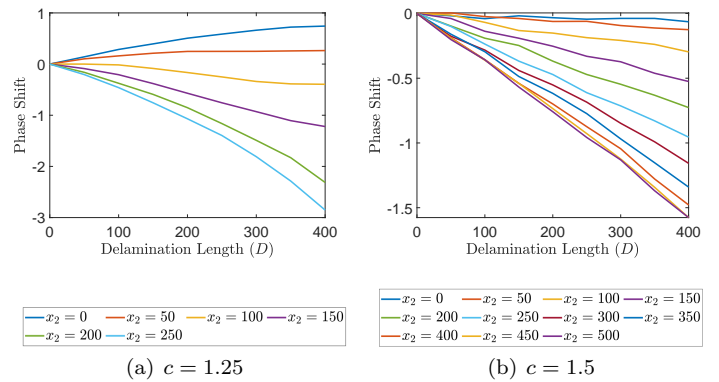 1
0
-1
-2
-3
Phase Shift
0 100 200 300 400
Delamination Length (D)
x₂ = 0 x₂ = 50 x₂ = 100 x₂ = 150
x₂ = 200 x₂ = 250
(a) c = 1.25
0
-0.5
-1
-1.5
Phase Shift
0 100 200 300 400
Delamination Length (D)
x₂ = 0 x₂ = 50 x₂ = 100 x₂ = 150
x₂ = 200 x₂ = 250 x₂ = 300 x₂ = 350
x₂ = 400 x₂ = 450 x₂ = 500
(b) c = 1.5